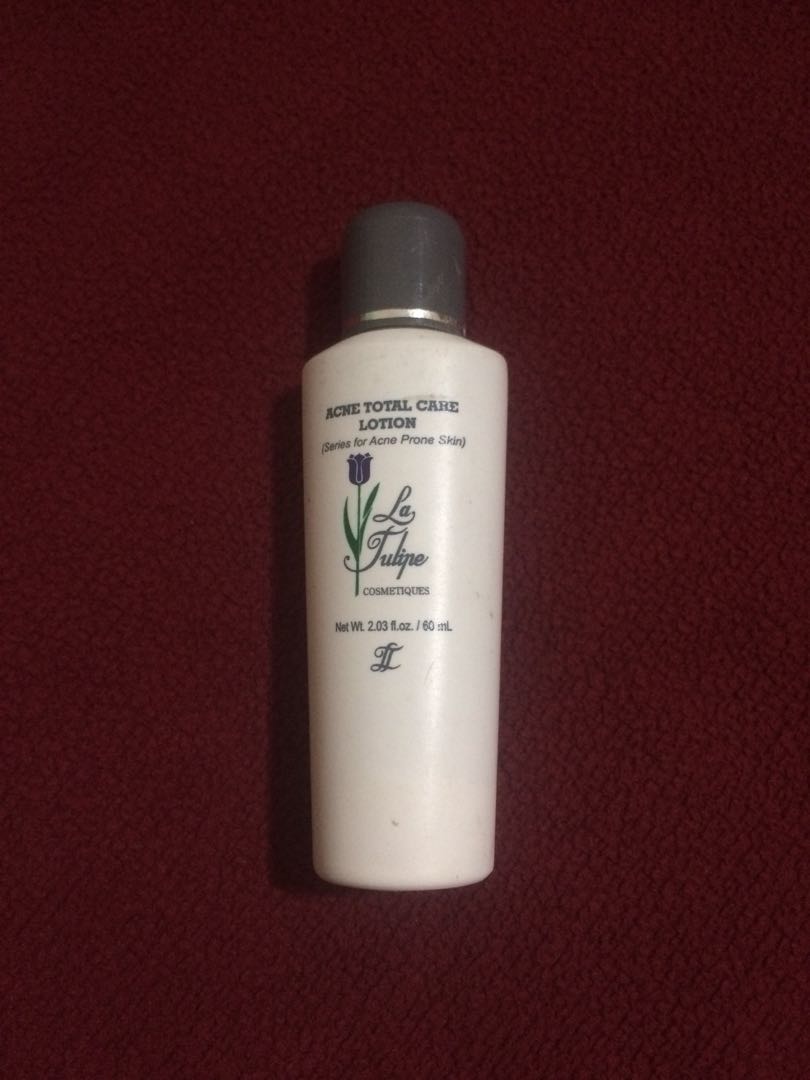 ACNE TOTAL CARE
LOTION
(Series for Acne Prone Skin)
La
Tulipe
COSMETIQUES
Net Wt. 2.03 fl.oz. / 60 mL
LT